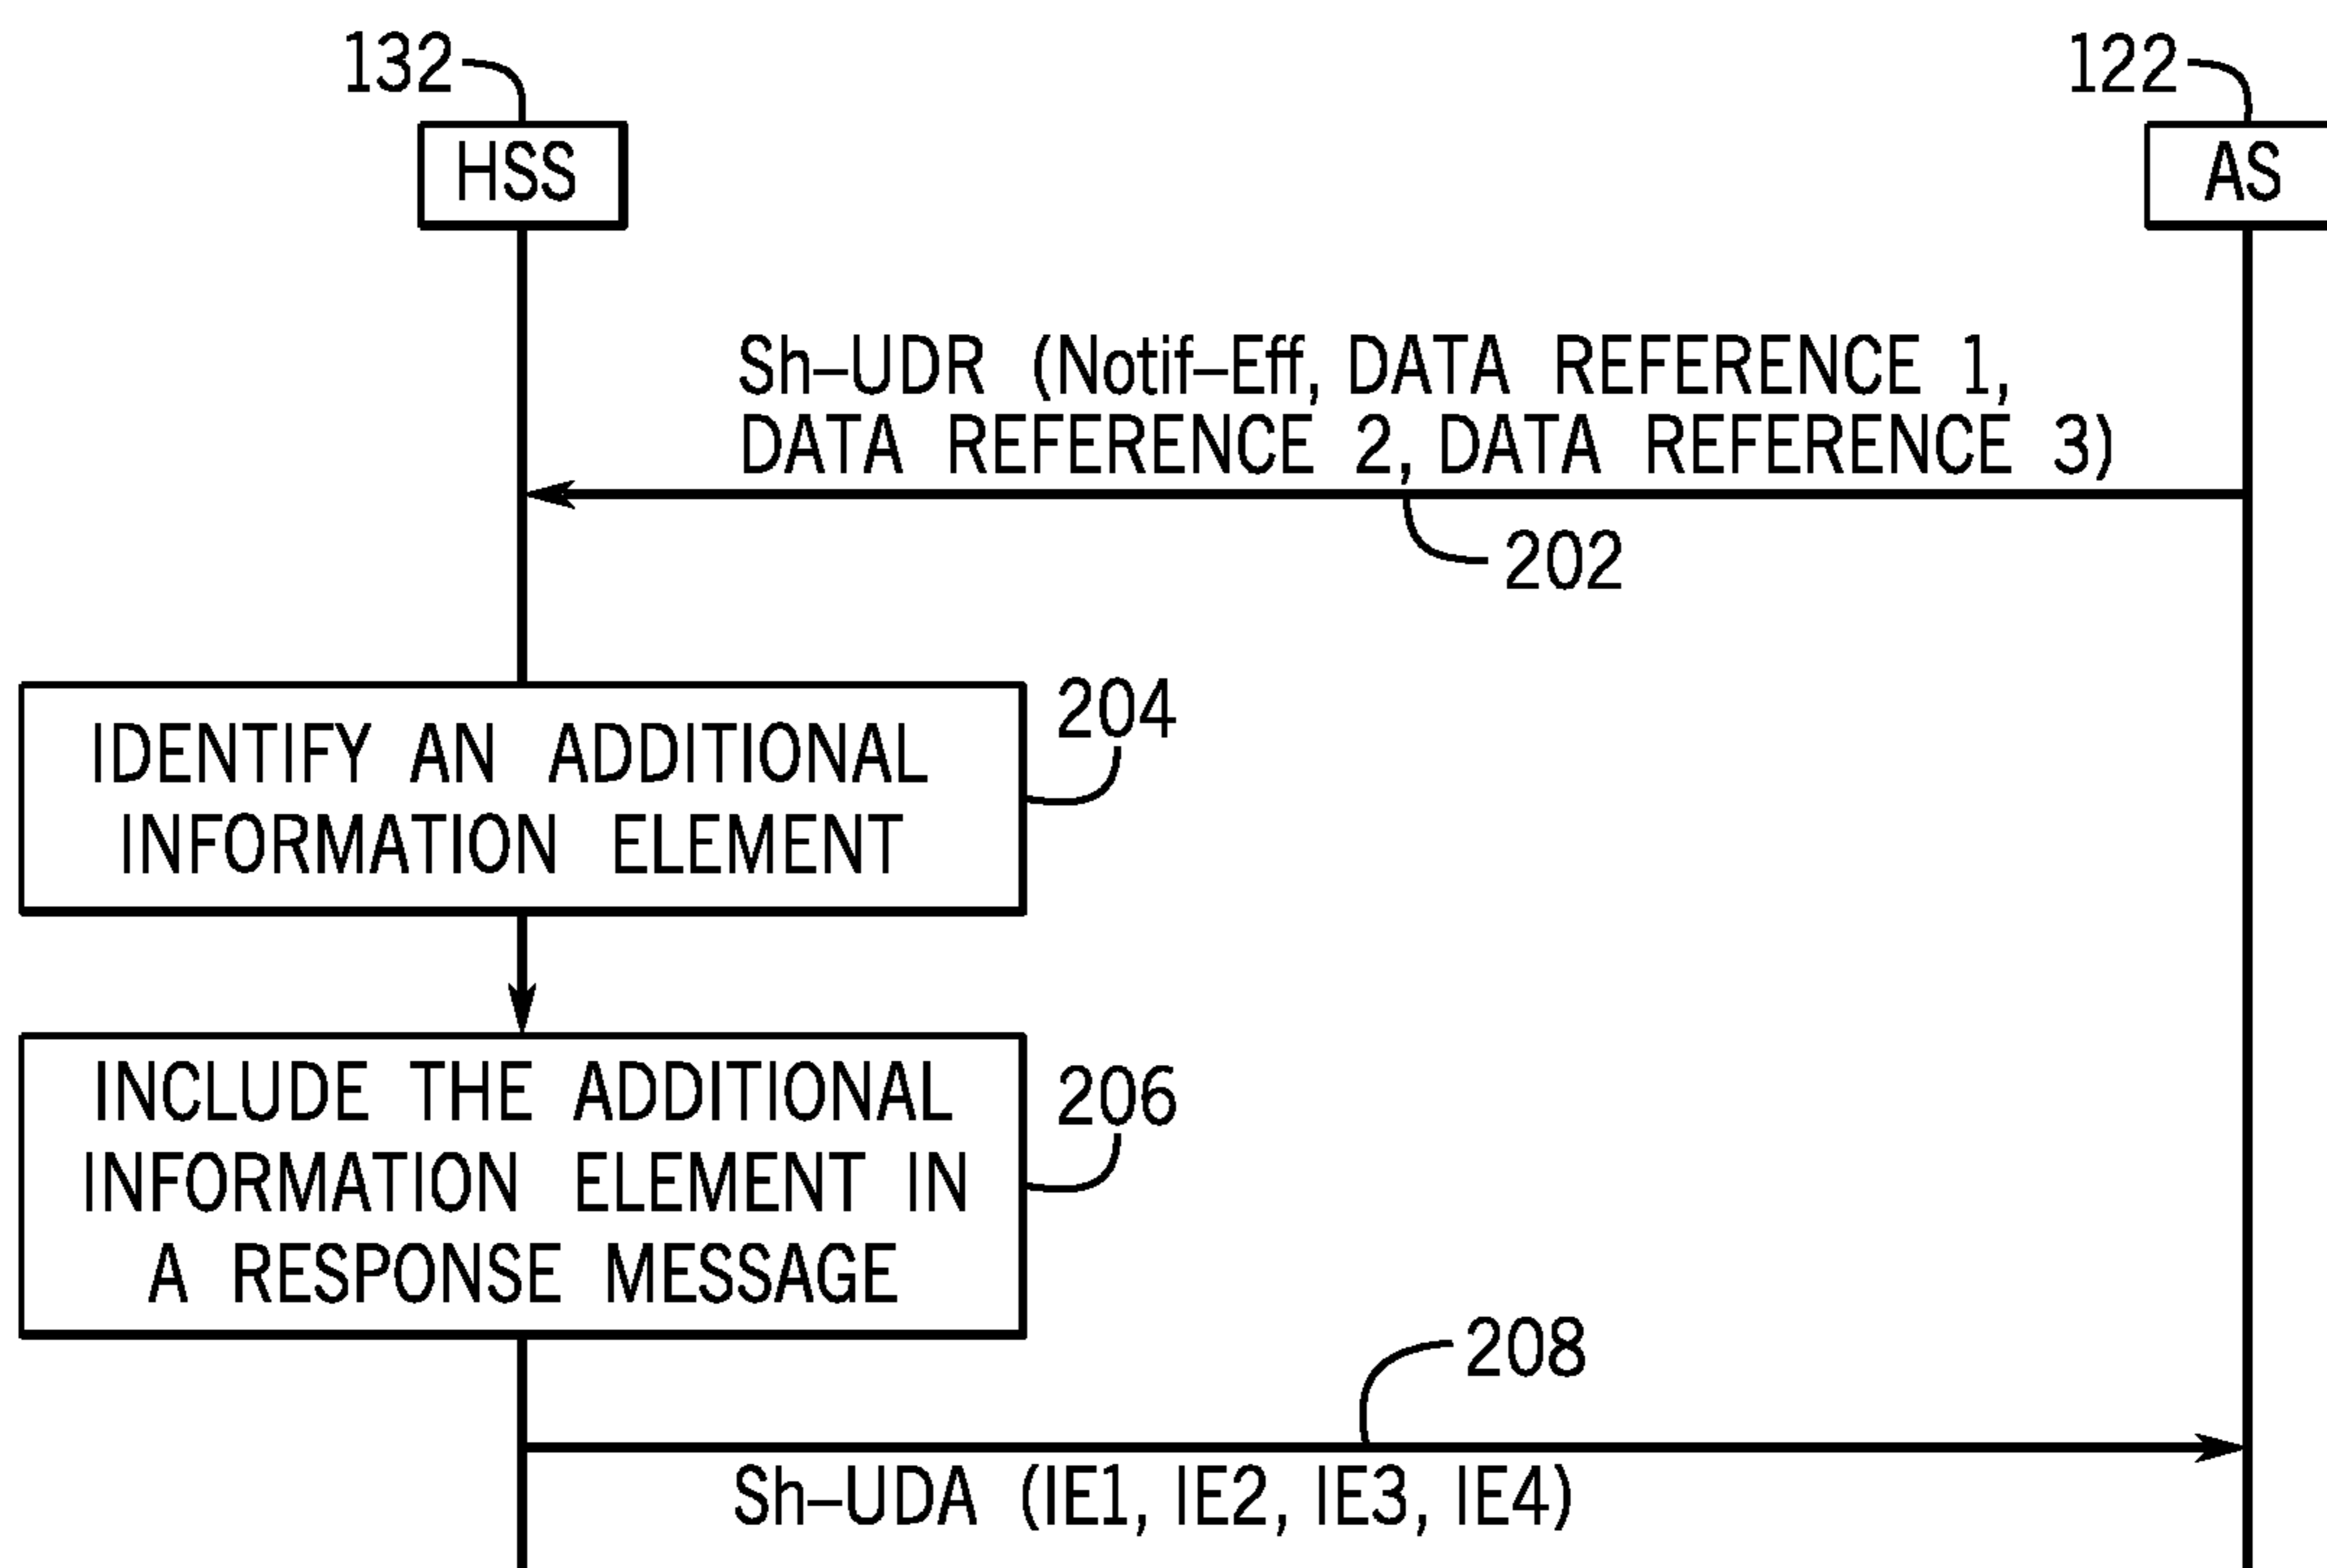 132
122
HSS
AS
Sh–UDR (Notif–Eff, DATA REFERENCE 1,
DATA REFERENCE 2, DATA REFERENCE 3)
202
204
IDENTIFY AN ADDITIONAL
INFORMATION ELEMENT
206
INCLUDE THE ADDITIONAL
INFORMATION ELEMENT IN
A RESPONSE MESSAGE
208
Sh–UDA (IE1, IE2, IE3, IE4)